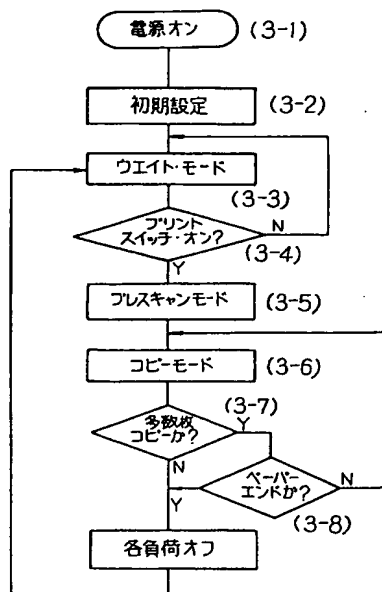 電源オン (3-1)
初期設定 (3-2)
ウエイト・モード
(3-3)
プリント
スイッチ・オン?
N
(3-4)
Y
プレスキャンモード (3-5)
コピーモード (3-6)
(3-7)
多数枚
コピーか?
Y
N
ペーパー
エンドか?
N
Y
(3-8)
各負荷オフ